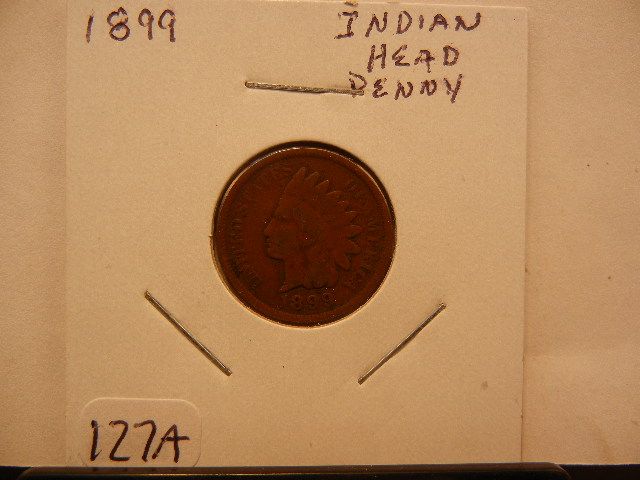 1899
INDIAN
HEAD
PENNY
UNITED STATES OF AMERICA
1899
127A